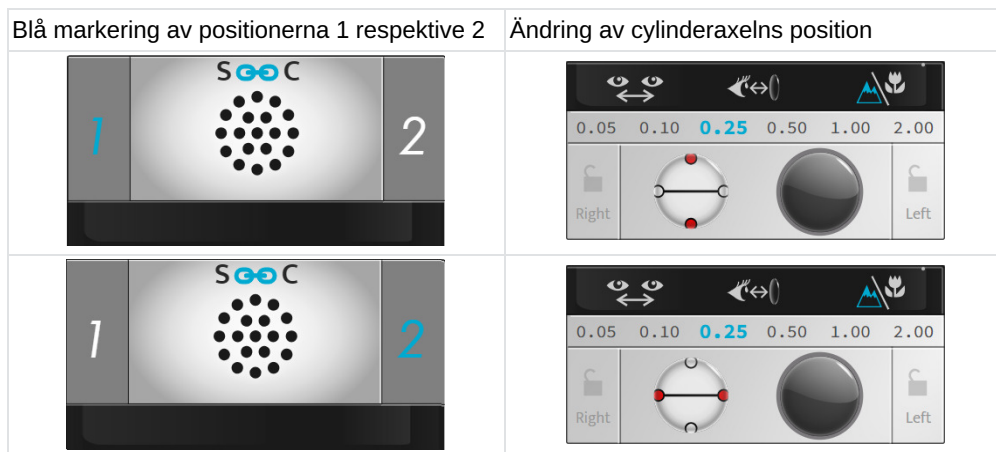 Blå markering av positionerna 1 respektive 2
Ändring av cylinderaxelns position
S C
1
2
0.05 0.10 0.25 0.50 1.00 2.00
Right
Left
S C
1
2
0.05 0.10 0.25 0.50 1.00 2.00
Right
Left